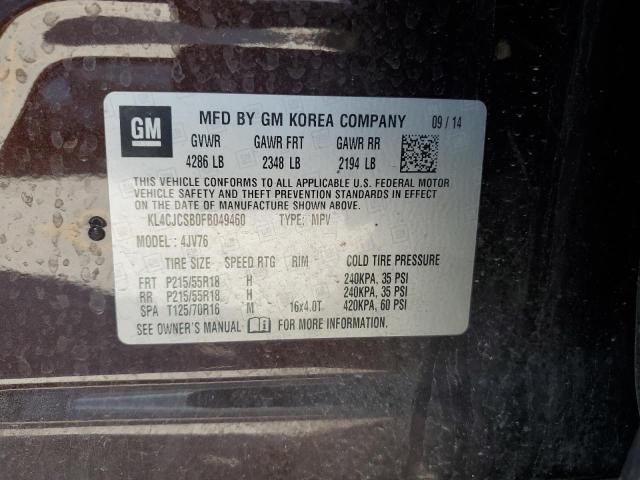 GM
MFD BY GM KOREA COMPANY 09 / 14
GVWR GAWR FRT GAWR RR
4286 LB 2348 LB 2194 LB
THIS VEHICLE CONFORMS TO ALL APPLICABLE U.S. FEDERAL MOTOR
VEHICLE SAFETY AND THEFT PREVENTION STANDARDS IN EFFECT
ON THE DATE OF MANUFACTURE SHOWN ABOVE.
KL4CJCSB0FB049460 TYPE: MPV
MODEL : 4JV76
TIRE SIZE SPEED RTG RIM COLD TIRE PRESSURE
FRT P215/55R18 H 240KPA, 35 PSI
RR P215/55R18 H 240KPA, 35 PSI
SPA T125/70R16 M 16x4.0T 420KPA, 60 PSI
SEE OWNER'S MANUAL FOR MORE INFORMATION.